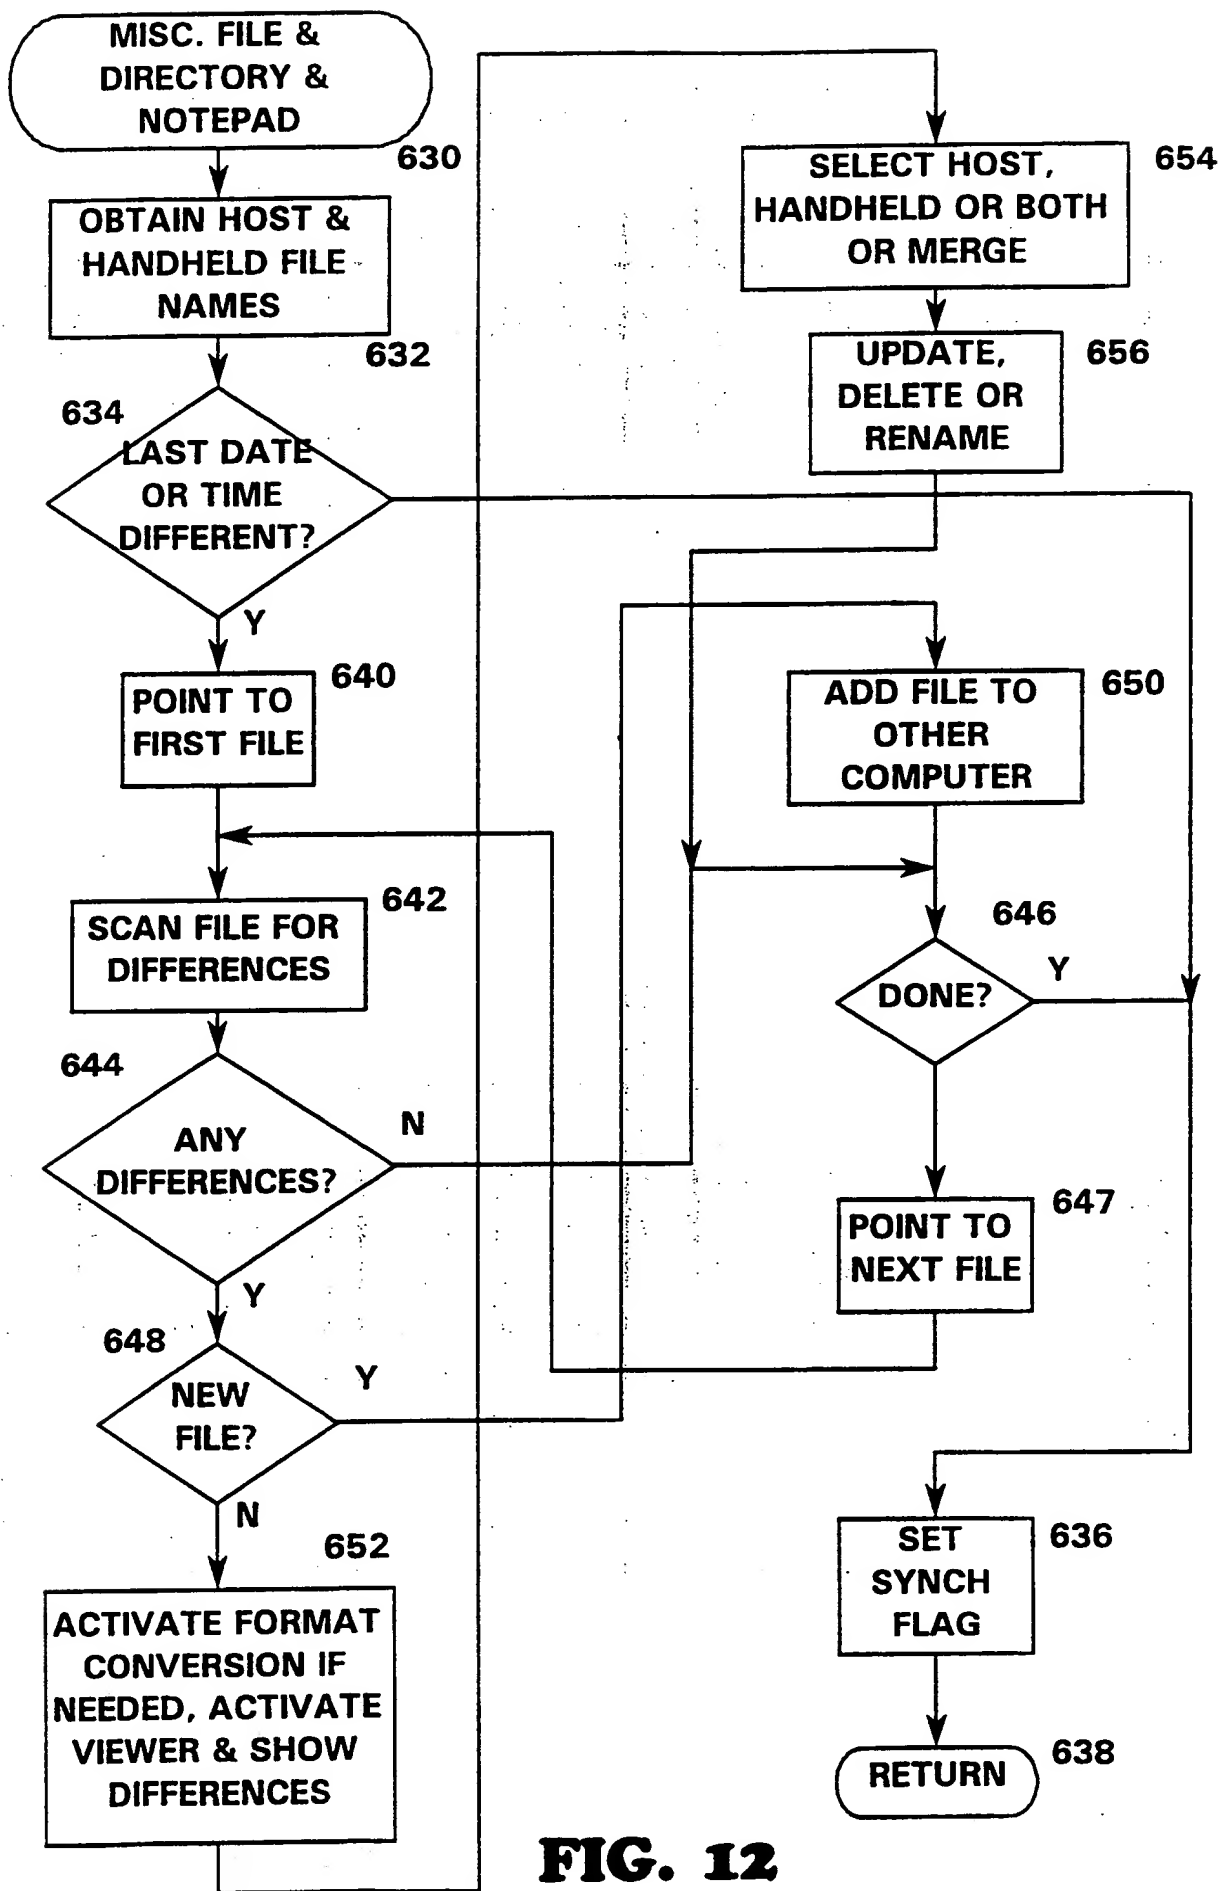 MISC. FILE &
DIRECTORY &
NOTEPAD
630
OBTAIN HOST &
HANDHELD FILE
NAMES
632
634
LAST DATE
OR TIME
DIFFERENT?
Y
640
POINT TO
FIRST FILE
642
SCAN FILE FOR
DIFFERENCES
644
ANY
DIFFERENCES?
N
Y
648
NEW
FILE?
Y
N
652
ACTIVATE FORMAT
CONVERSION IF
NEEDED, ACTIVATE
VIEWER & SHOW
DIFFERENCES
654
SELECT HOST,
HANDHELD OR BOTH
OR MERGE
656
UPDATE,
DELETE OR
RENAME
650
ADD FILE TO
OTHER
COMPUTER
646
DONE?
Y
647
POINT TO
NEXT FILE
636
SET
SYNCH
FLAG
638
RETURN
FIG. 12